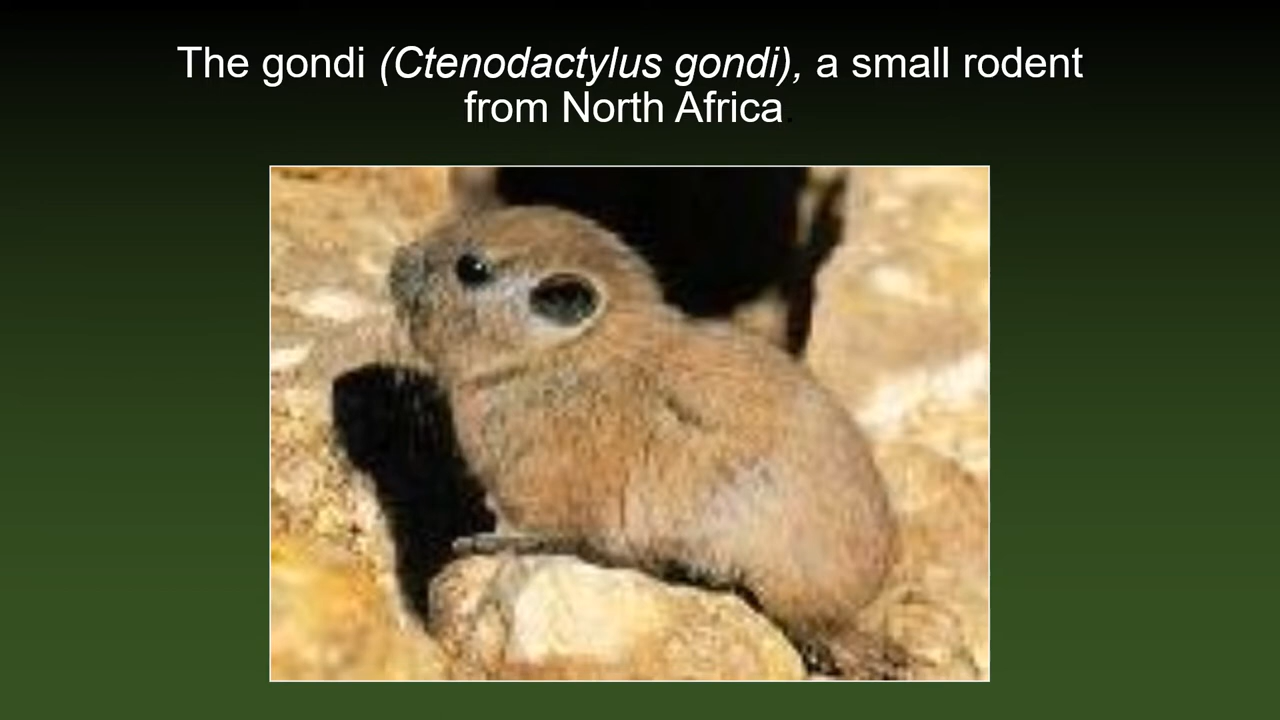 The gondi (Ctenodactylus gondi), a small rodent
from North Africa.